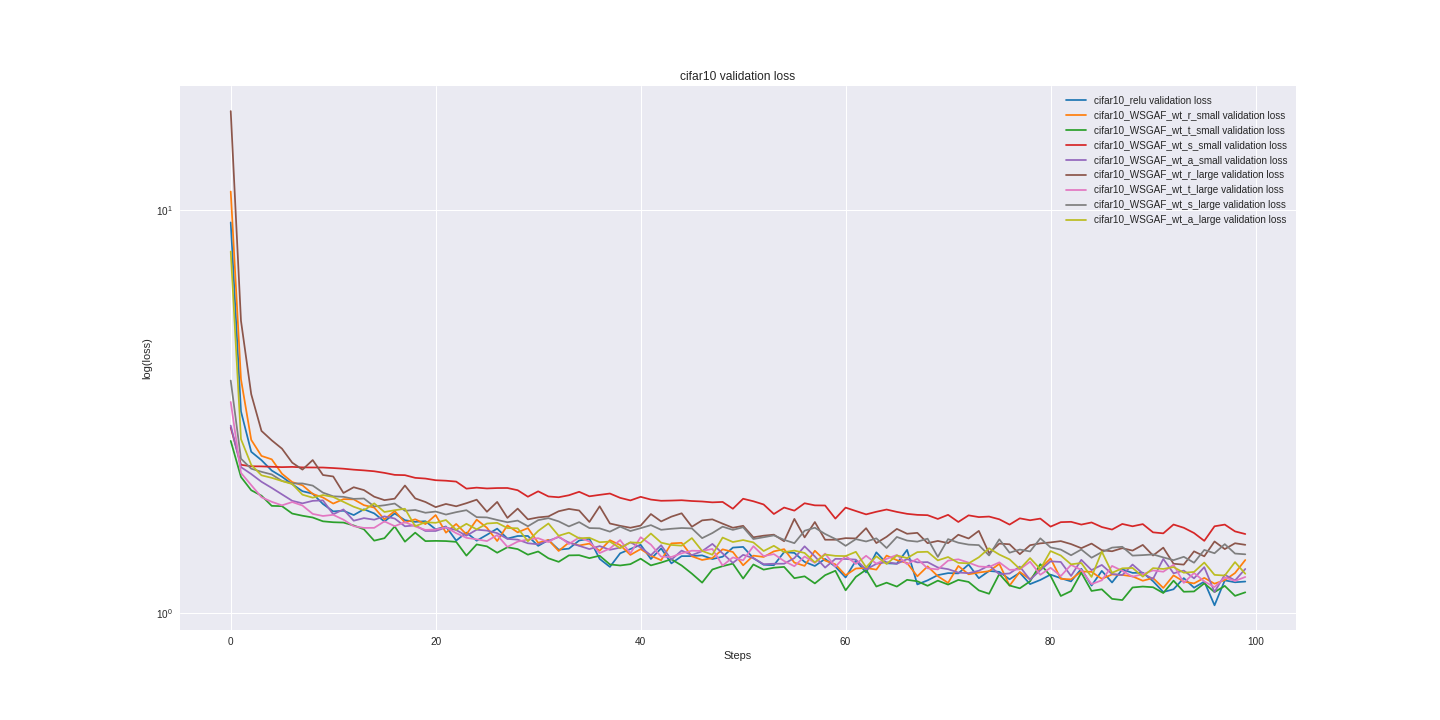 cifar10 validation loss
cifar10_relu validation loss
cifar10_WSGAF_wt_r_small validation loss
cifar10_WSGAF_wt_t_small validation loss
cifar10_WSGAF_wt_s_small validation loss
cifar10_WSGAF_wt_a_small validation loss
cifar10_WSGAF_wt_r_large validation loss
cifar10_WSGAF_wt_t_large validation loss
cifar10_WSGAF_wt_s_large validation loss
cifar10_WSGAF_wt_a_large validation loss
10¹
log(loss)
10⁰
0 20 40 60 80 100
Steps